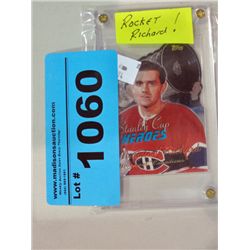 ROCKET !
Richard!
TOPPS
Stanley Cup
HEROES
www.madisonsauction.com
Lot #
1060